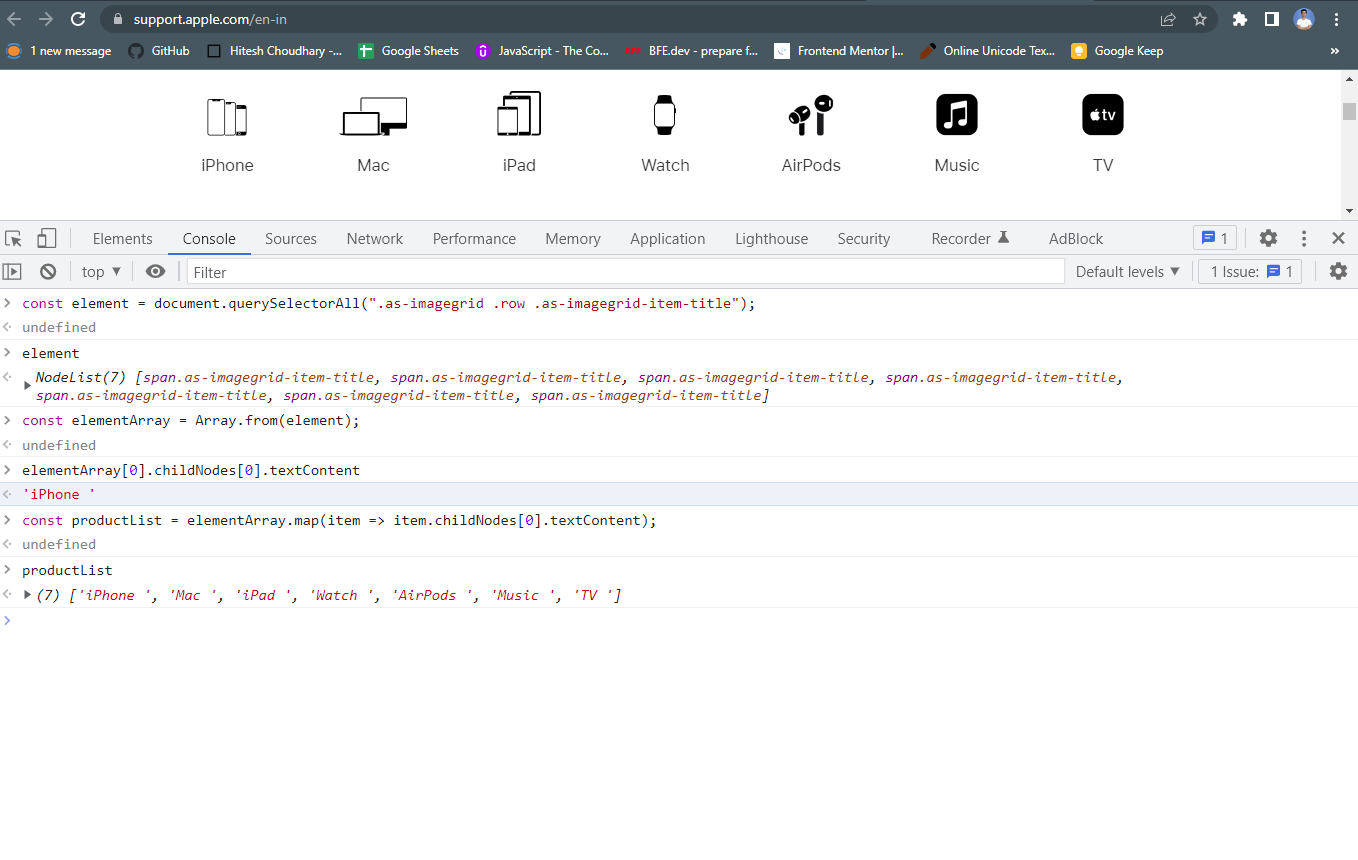 support.apple.com/en-in
1 new message GitHub Hitesh Choudhary -... Google Sheets JavaScript - The Co... BFE.dev - prepare f... Frontend Mentor |... Online Unicode Tex... Google Keep »
tv
iPhone Mac iPad Watch AirPods Music TV
Elements Console Sources Network Performance Memory Application Lighthouse Security Recorder AdBlock 1
top Filter Default levels 1 Issue: 1
> const element = document.querySelectorAll(".as-imagegrid .row .as-imagegrid-item-title");
undefined
> element
NodeList(7) [span.as-imagegrid-item-title, span.as-imagegrid-item-title, span.as-imagegrid-item-title, span.as-imagegrid-item-title,
span.as-imagegrid-item-title, span.as-imagegrid-item-title, span.as-imagegrid-item-title]
> const elementArray = Array.from(element);
undefined
> elementArray[0].childNodes[0].textContent
'iPhone '
> const productList = elementArray.map(item => item.childNodes[0].textContent);
undefined
> productList
(7) ['iPhone ', 'Mac ', 'iPad ', 'Watch ', 'AirPods ', 'Music ', 'TV ']
>